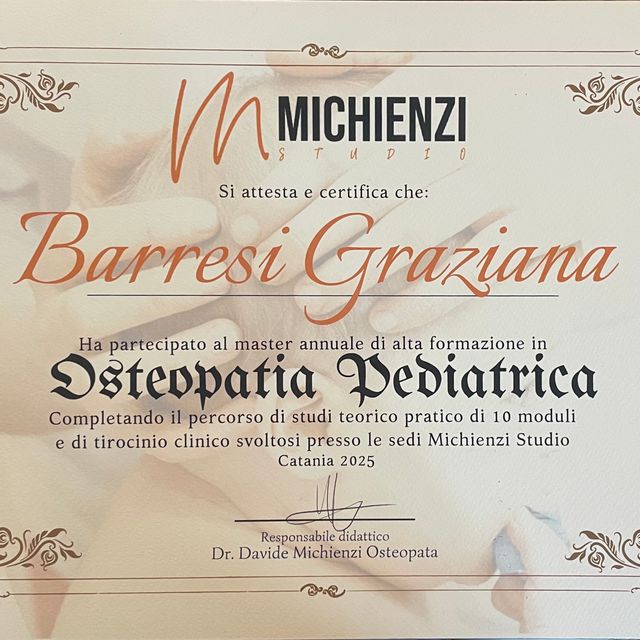 MICHIENZI
STUDIO
Si attesta e certifica che:
Barresi Graziana
Ha partecipato al master annuale di alta formazione in
Osteopatia Pediatrica
Completando il percorso di studi teorico pratico di 10 moduli
e di tirocinio clinico svoltosi presso le sedi Michienzi Studio
Catania 2025
Responsabile didattico
Dr. Davide Michienzi Osteopata